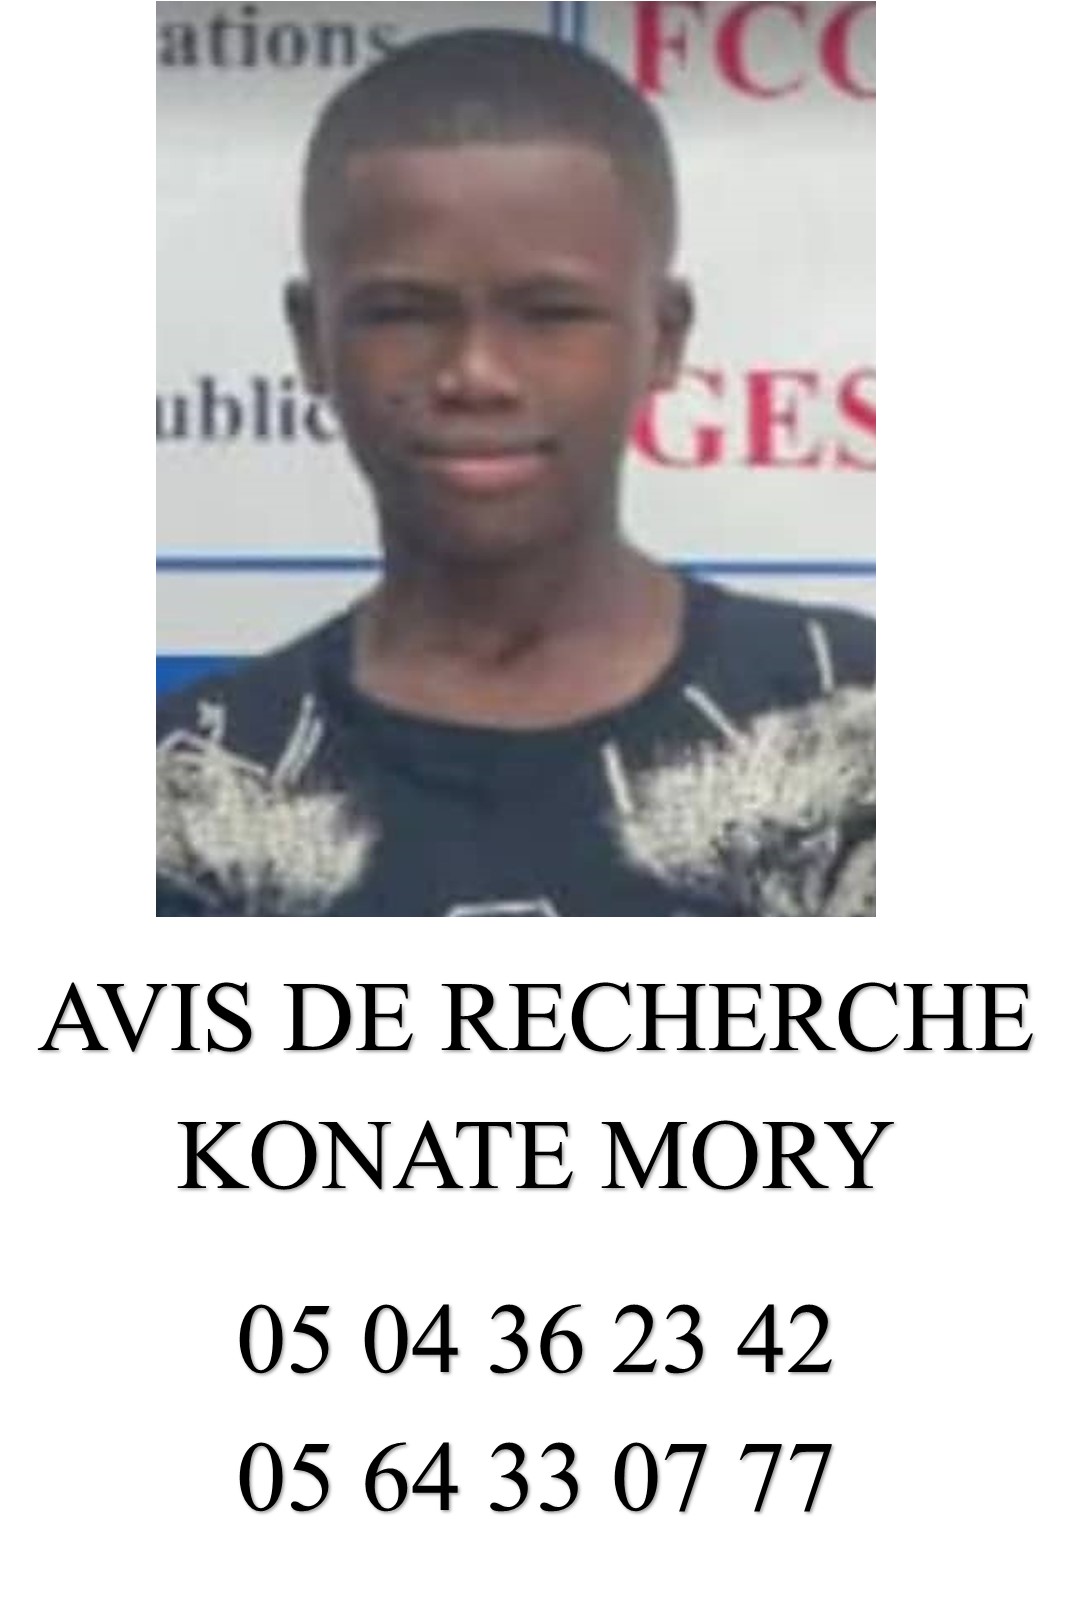 ations
FCC
ublic
GES
AVIS DE RECHERCHE
KONATE MORY
05 04 36 23 42
05 64 33 07 77